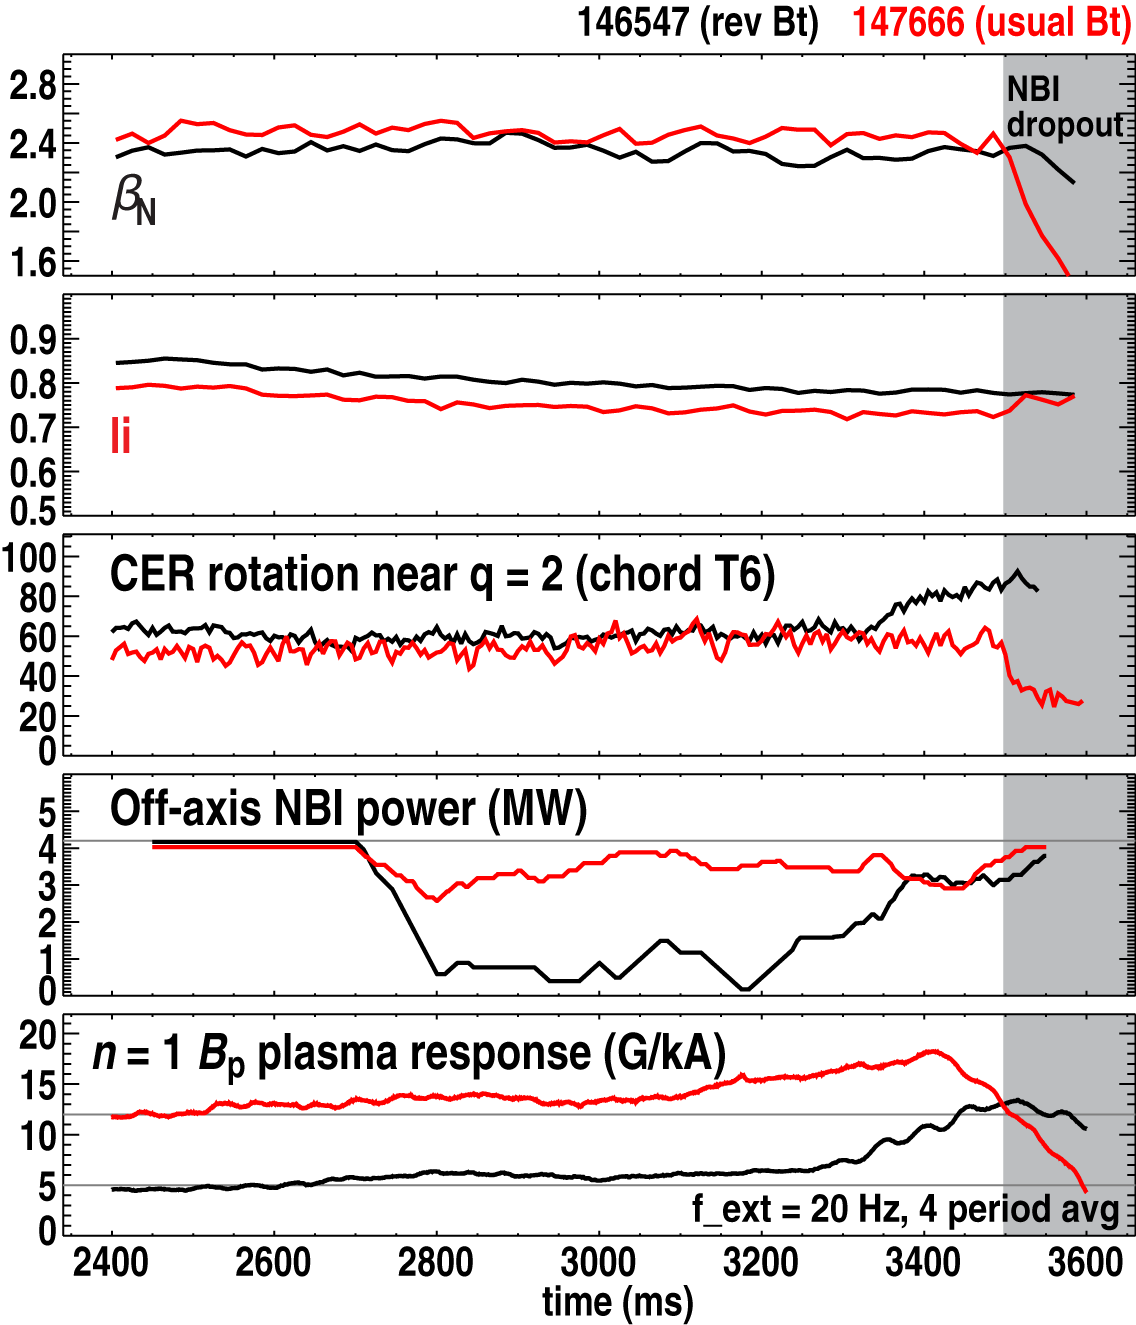 146547 (rev Bt) 147666 (usual Bt)
2.8
2.4
2.0
1.6
NBI
dropout
βN
0.9
0.8
0.7
0.6
0.5
li
100
80
60
40
20
0
CER rotation near q = 2 (chord T6)
5
4
3
2
1
0
Off-axis NBI power (MW)
20
15
10
5
0
n = 1 Bp plasma response (G/kA)
f_ext = 20 Hz, 4 period avg
2400 2600 2800 3000 3200 3400 3600
time (ms)